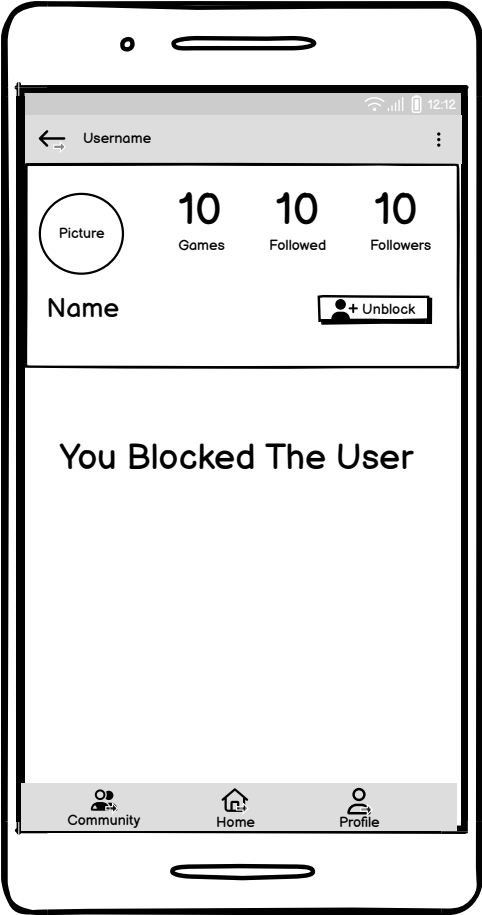 12:12
Username
Picture
10 10 10
Games Followed Followers
Name
Unblock
You Blocked The User
Community Home Profile